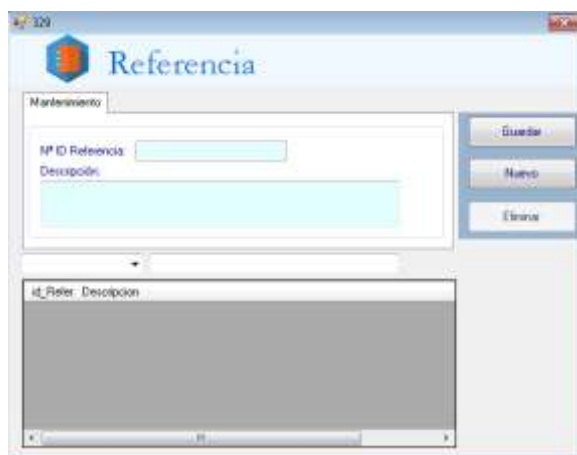 329
Referencia
Mantenimiento
Guardar
Nº ID Referencia:
Descripción:
Nuevo
Eliminar
id_Refer Descripcion